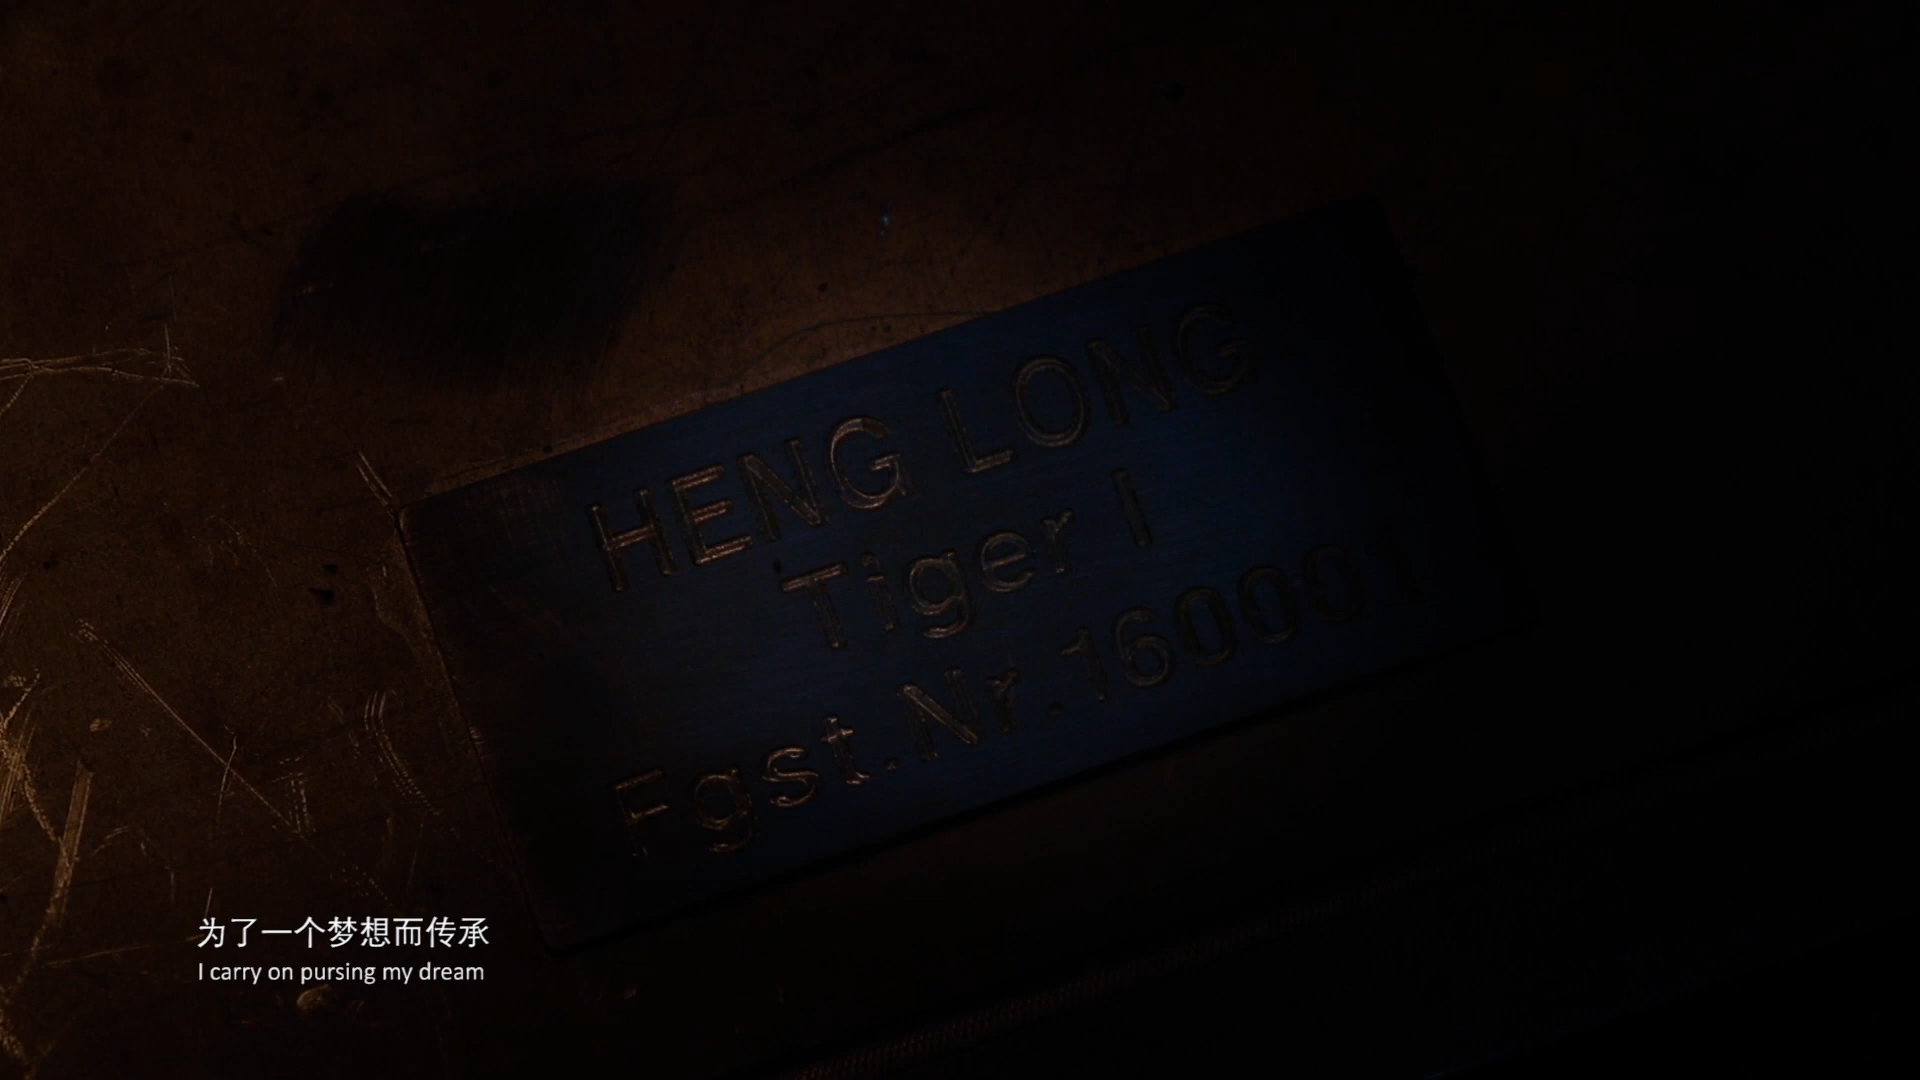 HENG LONG
Tiger I
Fgst.Nr.160001
为了一个梦想而传承
I carry on pursing my dream